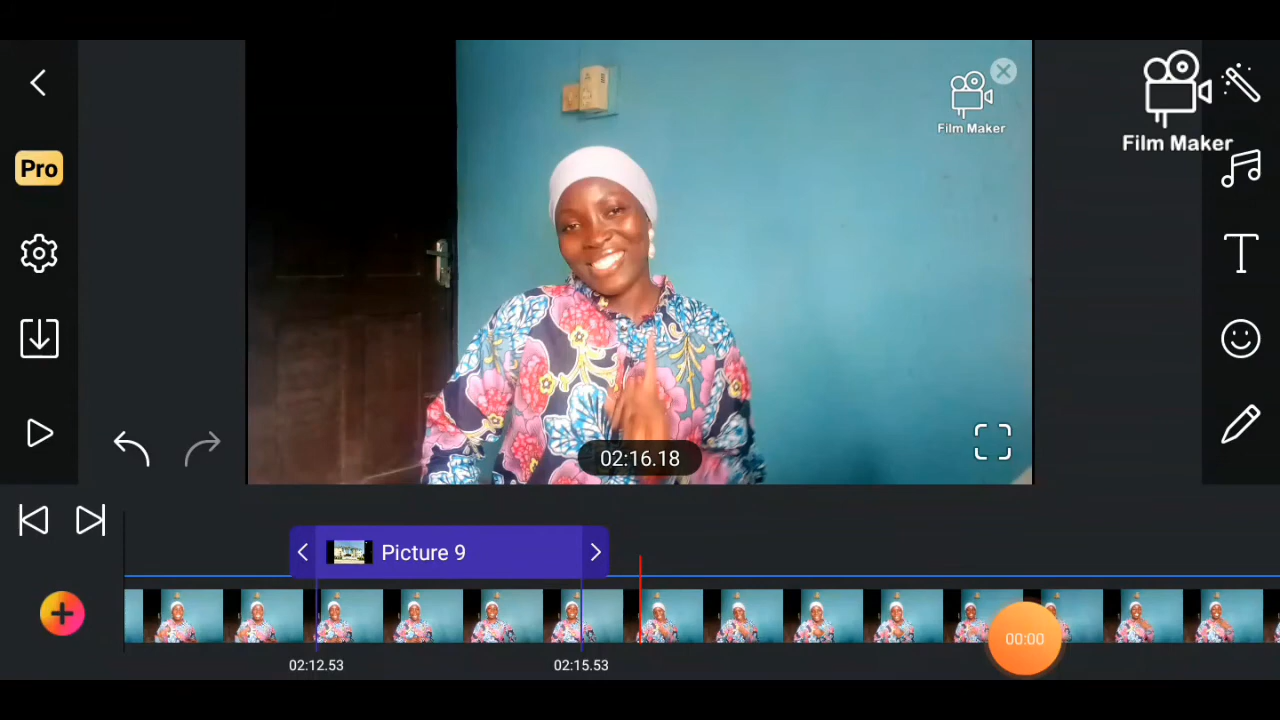 Pro
Film Maker
Film Maker
02:16.18
Picture 9
00:00
02:12.53
02:15.53